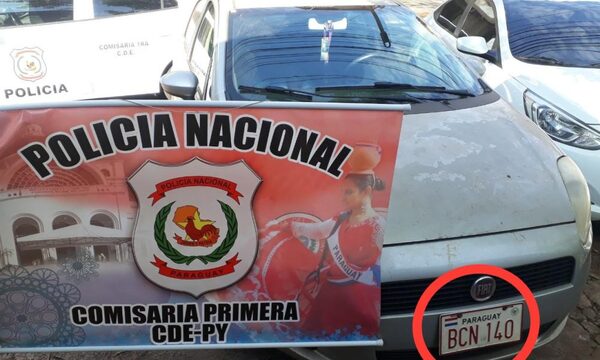 COMISARIA 1RA
C.D.E.
POLICIA
POLICIA NACIONAL
POLICIA NACIONAL
PARAGUAY
PARAGUAY
COMISARIA PRIMERA
CDE-PY
FIAT
PARAGUAY
BCN 140